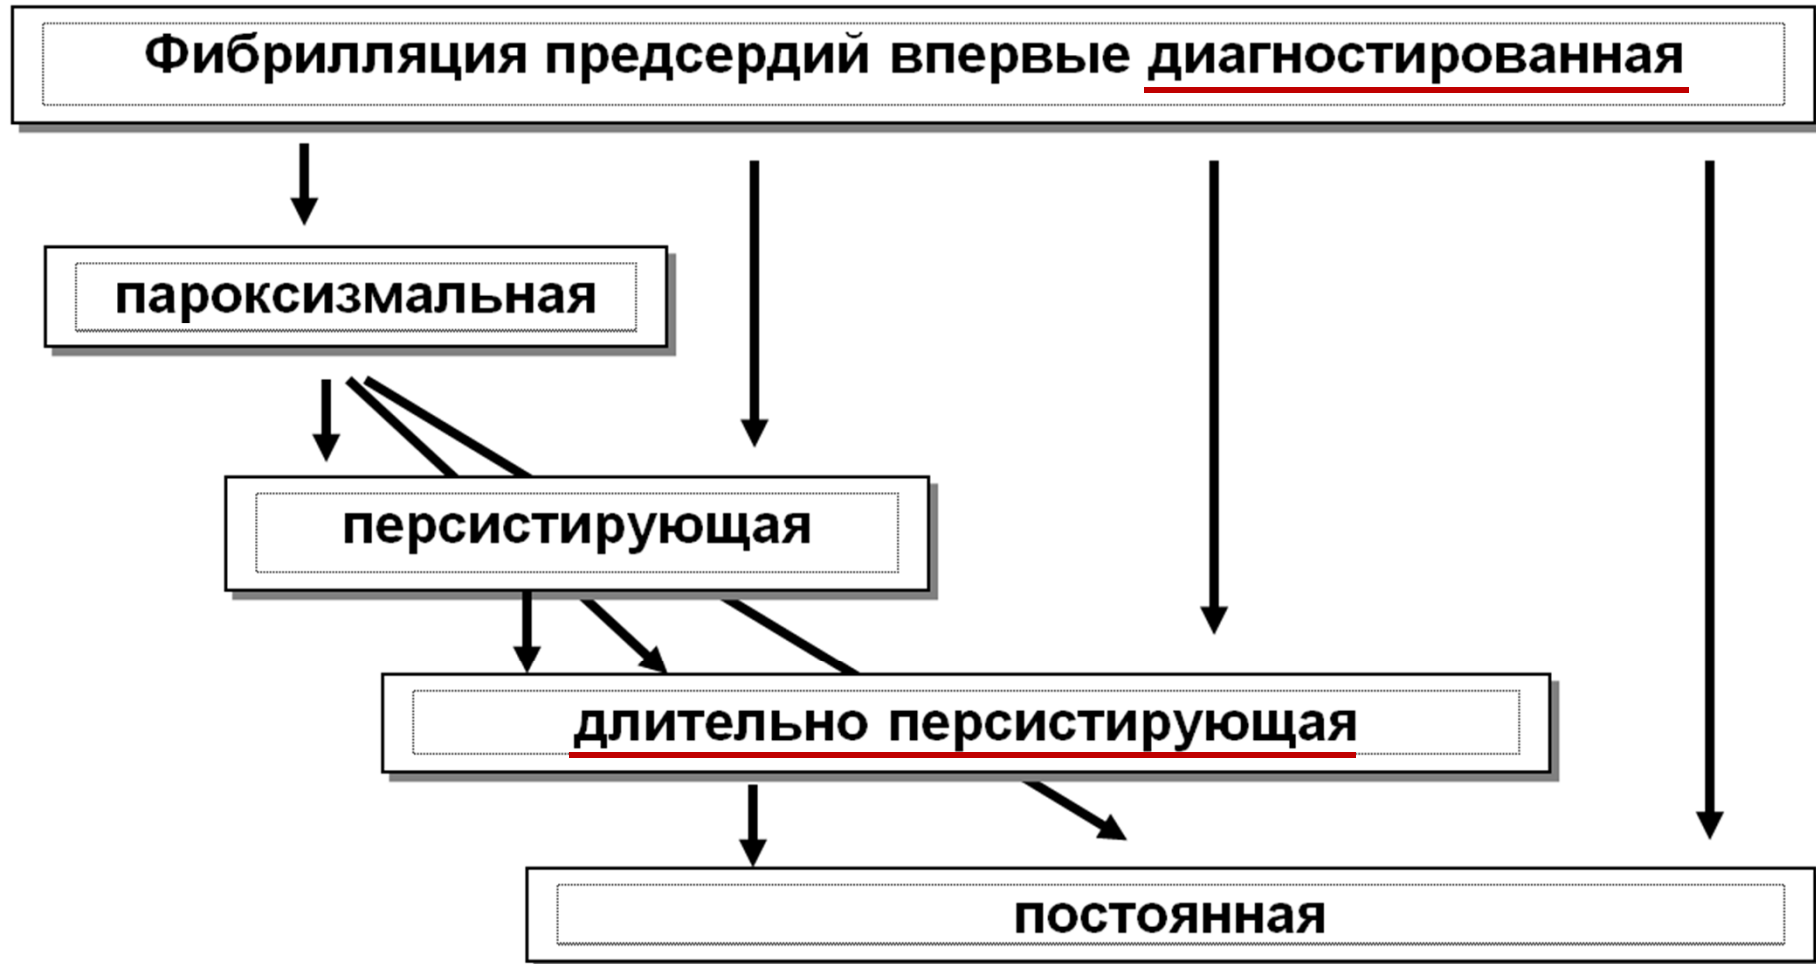 Фибрилляция предсердий впервые диагностированная
пароксизмальная
персистирующая
длительно персистирующая
постоянная